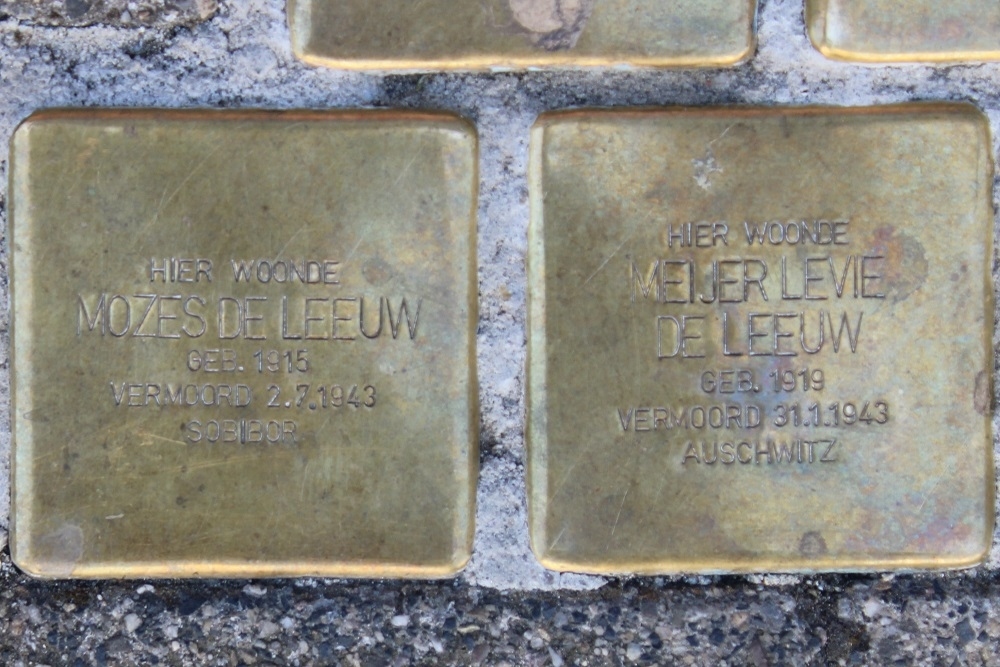 HIER WOONDE
MOZES DE LEEUW
GEB. 1915
VERMOORD 2.7.1943
SOBIBOR
HIER WOONDE
MEIJER LEVIE
DE LEEUW
GEB. 1919
VERMOORD 31.1.1943
AUSCHWITZ